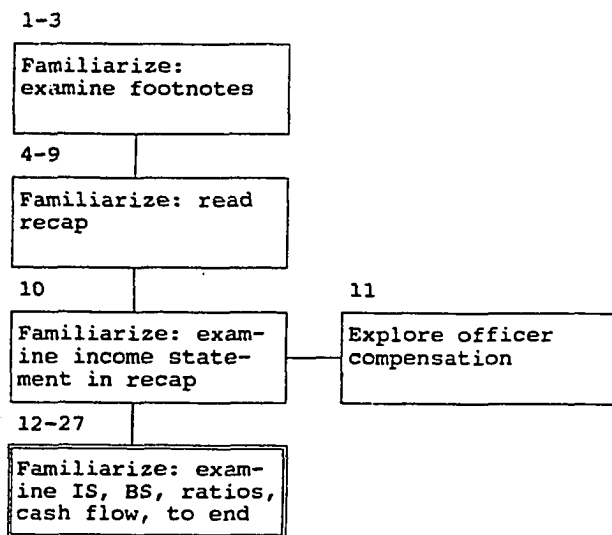 1-3
Familiarize:
examine footnotes
4-9
Familiarize: read
recap
10
Familiarize: exam-
ine income state-
ment in recap
11
Explore officer
compensation
12-27
Familiarize: exam-
ine IS, BS, ratios,
cash flow, to end